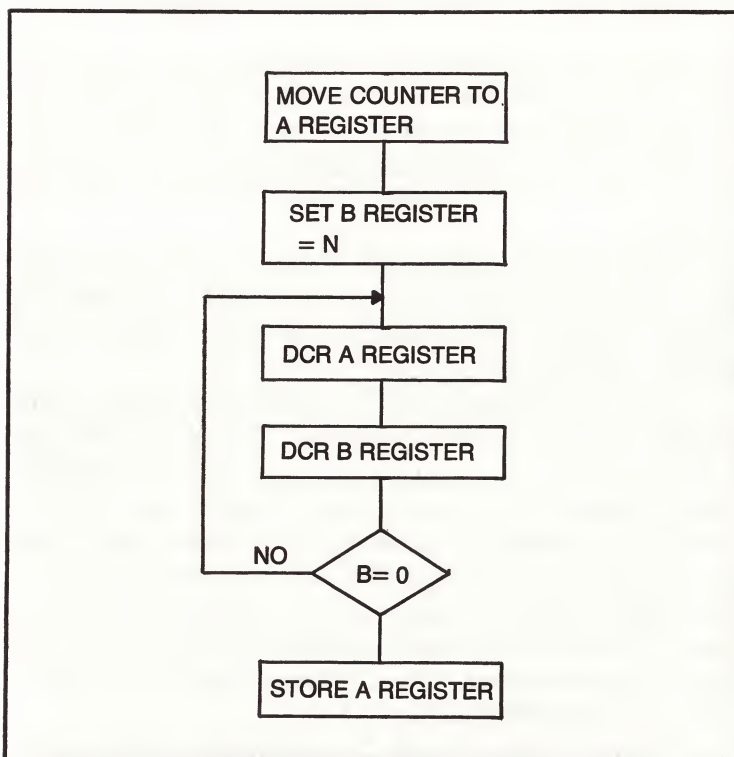 MOVE COUNTER TO
A REGISTER
SET B REGISTER
= N
DCR A REGISTER
DCR B REGISTER
NO
B= 0
STORE A REGISTER